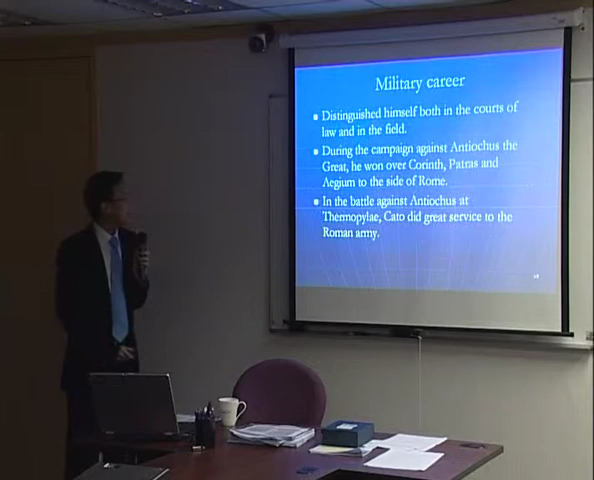 Military career
Distinguished himself both in the courts of
law and in the field.
During the campaign against Antiochus the
Great, he won over Corinth, Patras and
Aegium to the side of Rome.
In the battle against Antiochus at
Thermopylae, Cato did great service to the
Roman army.